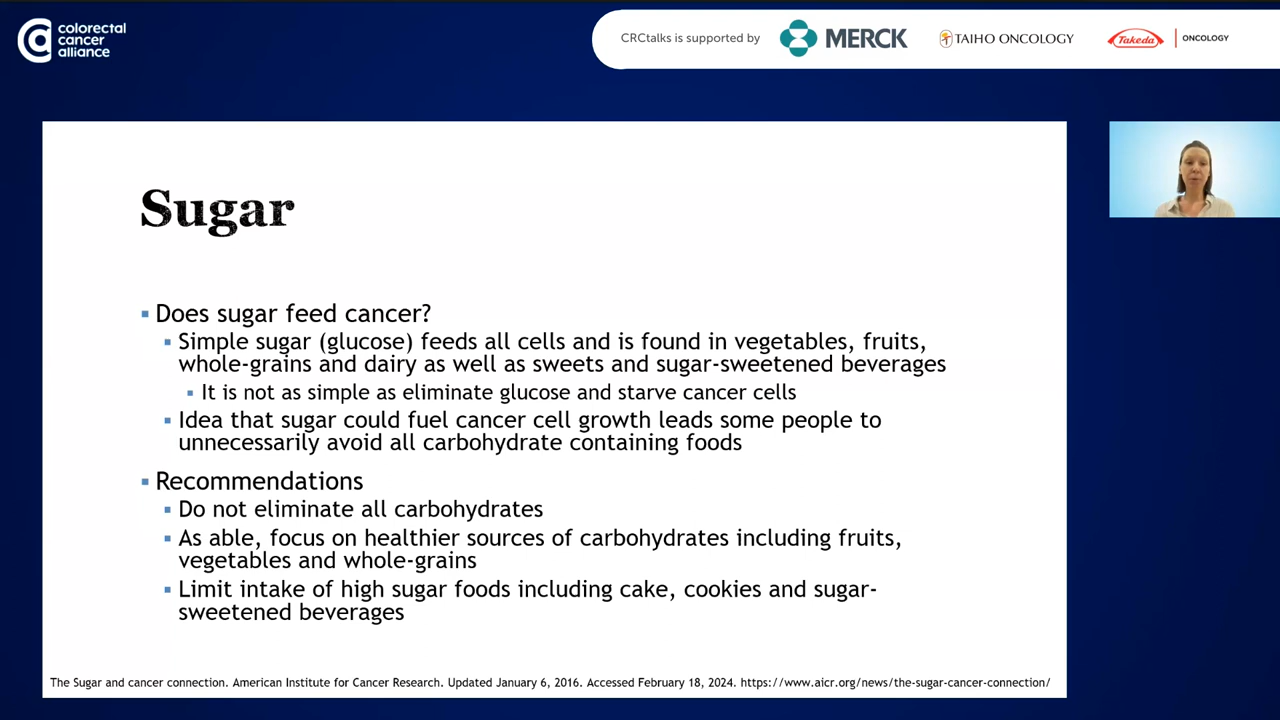 colorectal
cancer
alliance
CRCtalks is supported by
MERCK
TAIHO ONCOLOGY
Takeda
ONCOLOGY
Sugar
Does sugar feed cancer?
Simple sugar (glucose) feeds all cells and is found in vegetables, fruits,
whole-grains and dairy as well as sweets and sugar-sweetened beverages
It is not as simple as eliminate glucose and starve cancer cells
Idea that sugar could fuel cancer cell growth leads some people to
unnecessarily avoid all carbohydrate containing foods
Recommendations
Do not eliminate all carbohydrates
As able, focus on healthier sources of carbohydrates including fruits,
vegetables and whole-grains
Limit intake of high sugar foods including cake, cookies and sugar-
sweetened beverages
The Sugar and cancer connection. American Institute for Cancer Research. Updated January 6, 2016. Accessed February 18, 2024. https://www.aicr.org/news/the-sugar-cancer-connection/